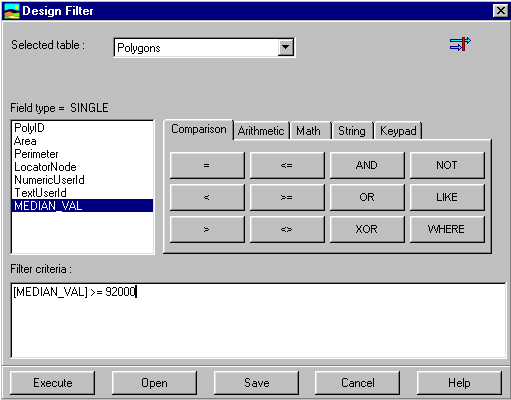 Design Filter
Selected table : Polygons
Field type = SINGLE
PolyID
Area
Perimeter
LocatorNode
NumericUserId
TextUserId
MEDIAN_VAL
Comparison Arithmetic Math String Keypad
= <= AND NOT
< >= OR LIKE
> <> XOR WHERE
Filter criteria :
[MEDIAN_VAL] >= 92000
Execute Open Save Cancel Help